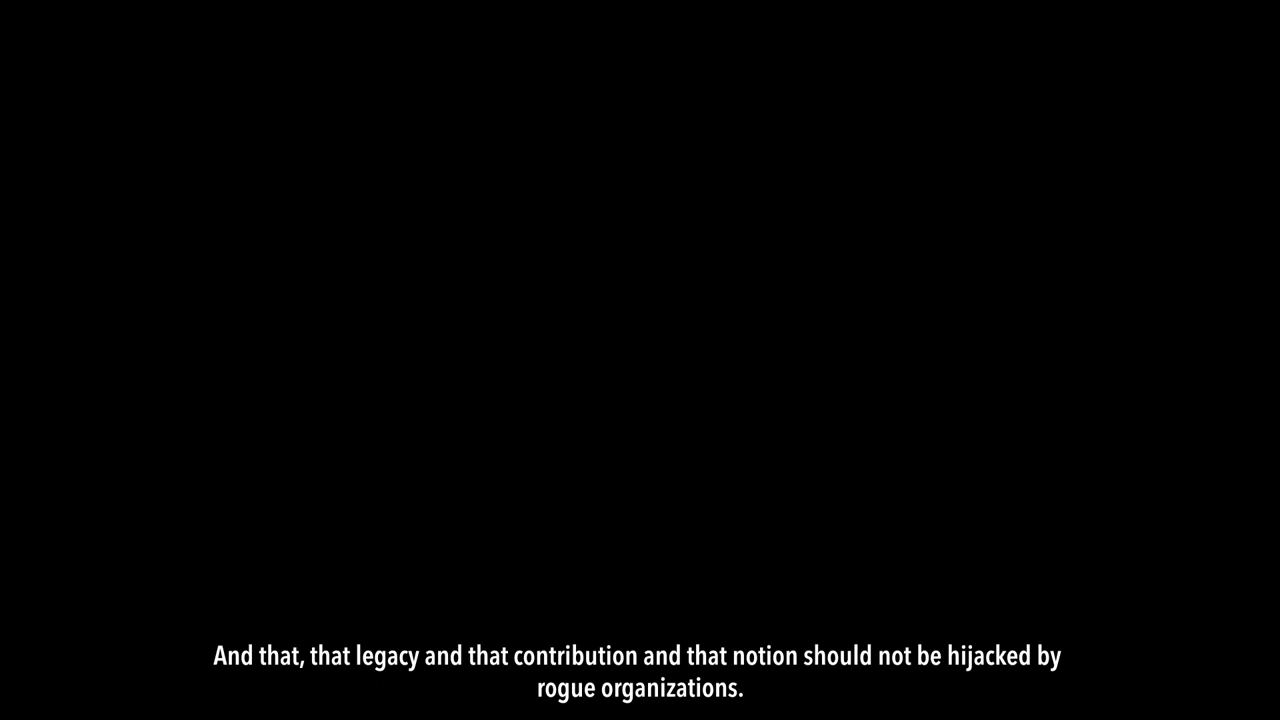 And that, that legacy and that contribution and that notion should not be hijacked by
rogue organizations.